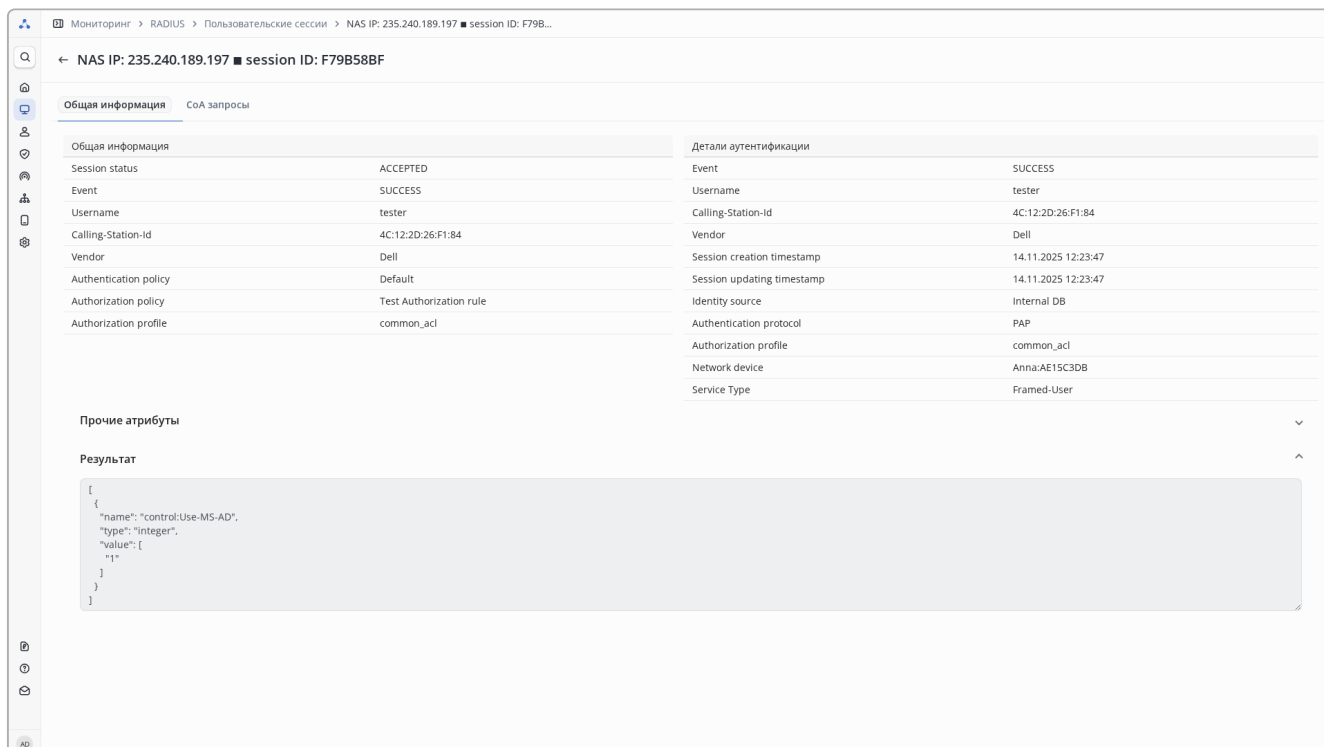 Мониторинг > RADIUS > Пользовательские сессии > NAS IP: 235.240.189.197 ■ session ID: F79B...
← NAS IP: 235.240.189.197 ■ session ID: F79B58BF
Общая информация CoA запросы
Общая информация
Session status ACCEPTED
Event SUCCESS
Username tester
Calling-Station-Id 4C:12:2D:26:F1:84
Vendor Dell
Authentication policy Default
Authorization policy Test Authorization rule
Authorization profile common_acl
Детали аутентификации
Event SUCCESS
Username tester
Calling-Station-Id 4C:12:2D:26:F1:84
Vendor Dell
Session creation timestamp 14.11.2025 12:23:47
Session updating timestamp 14.11.2025 12:23:47
Identity source Internal DB
Authentication protocol PAP
Authorization profile common_acl
Network device Anna:AE15C3DB
Service Type Framed-User
Прочие атрибуты
Результат
[
{
"name": "control:Use-MS-AD",
"type": "integer",
"value": [
"1"
]
}
]
AD